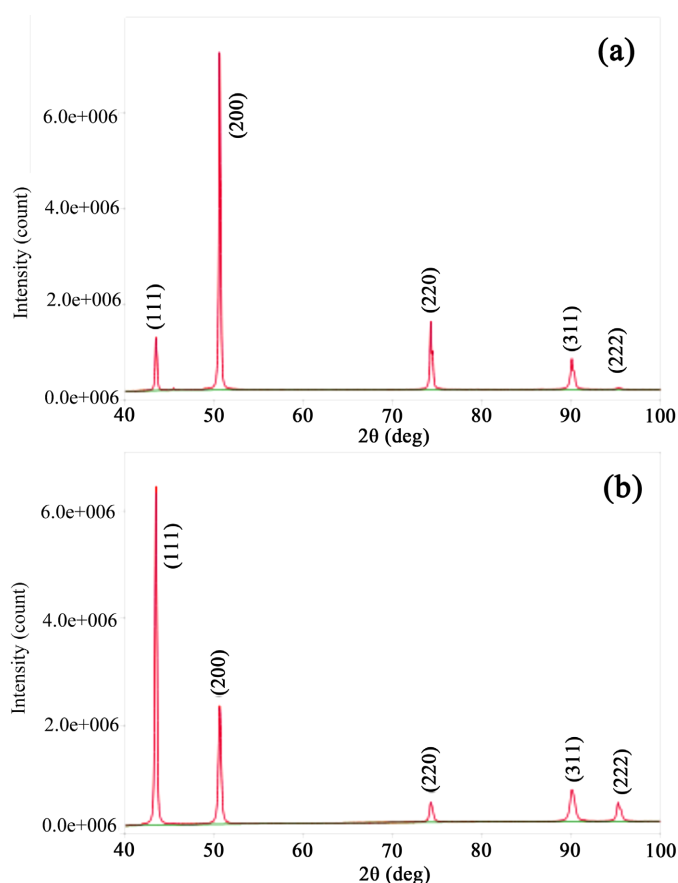 (a)
Intensity (count)
6.0e+006
4.0e+006
2.0e+006
0.0e+006
(111)
(200)
(220)
(311)
(222)
40 50 60 70 80 90 100
2θ (deg)
(b)
Intensity (count)
6.0e+006
4.0e+006
2.0e+006
0.0e+006
(111)
(200)
(220)
(311)
(222)
40 50 60 70 80 90 100
2θ (deg)